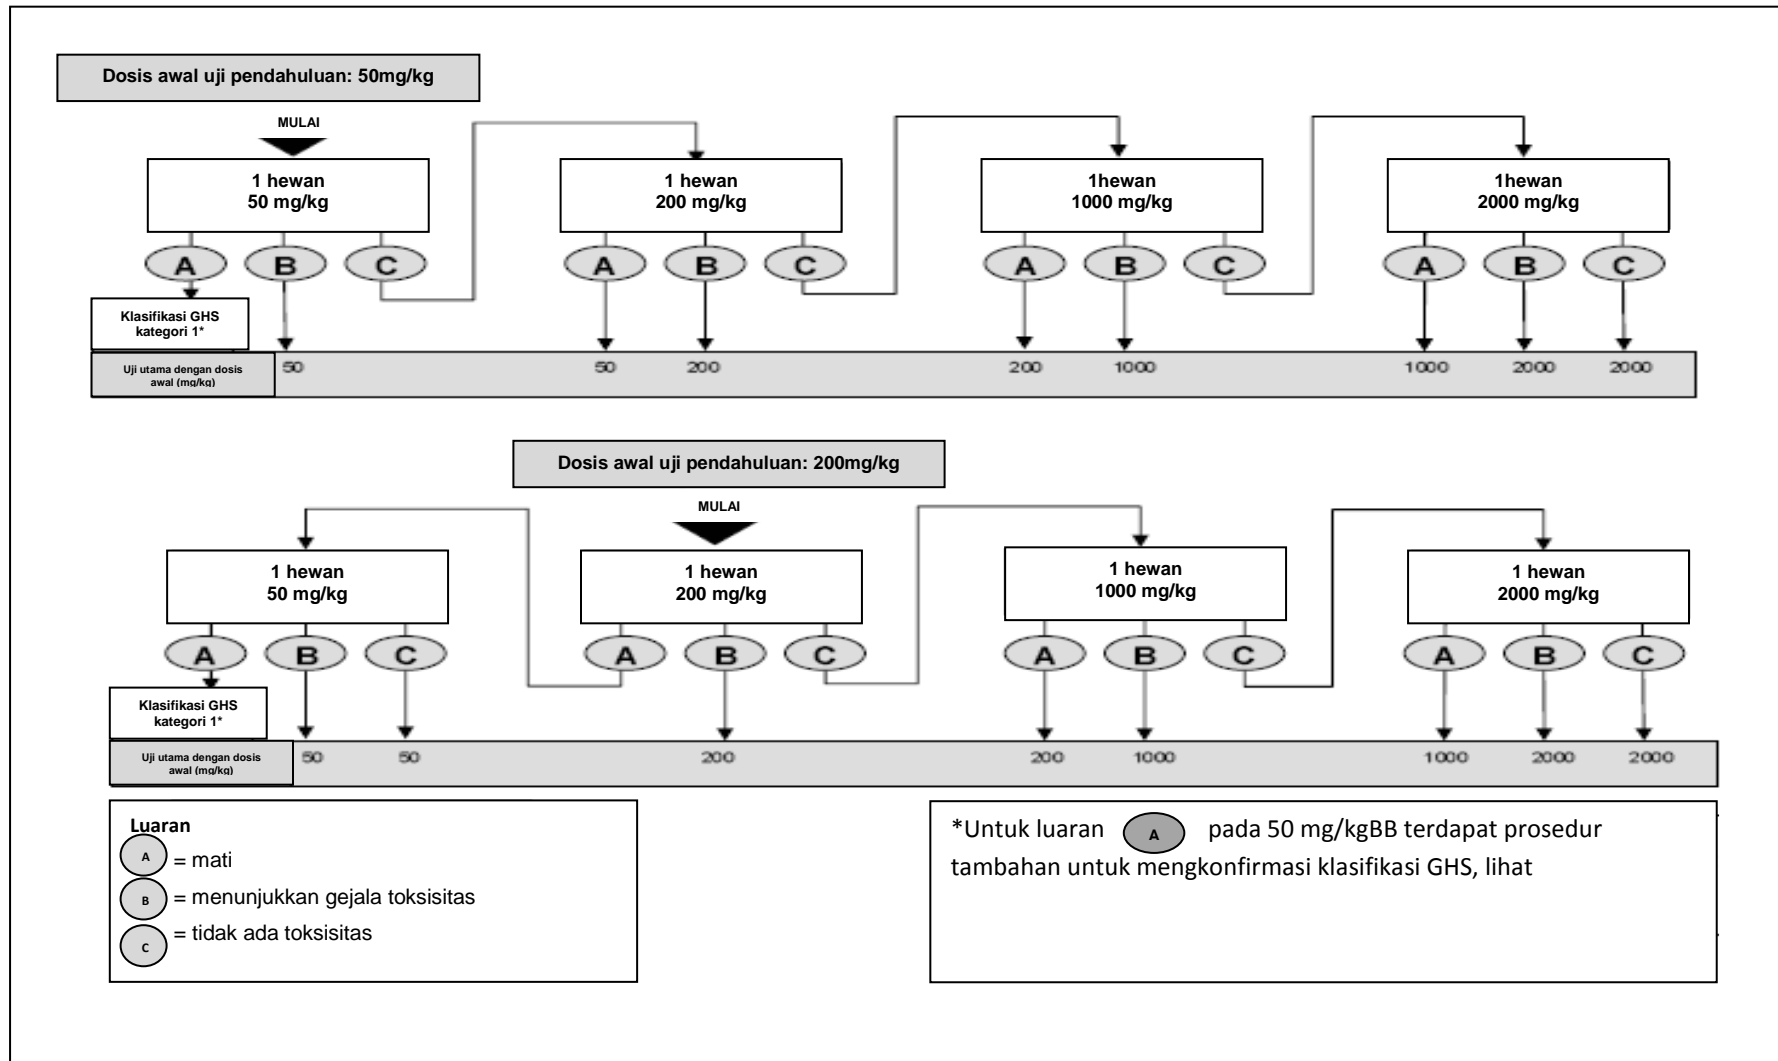 Dosis awal uji pendahuluan: 50mg/kg
MULAI
1 hewan
50 mg/kg
1 hewan
200 mg/kg
1hewan
1000 mg/kg
1hewan
2000 mg/kg
A B C A B C A B C A B C
Klasifikasi GHS
kategori 1*
Uji utama dengan dosis
awal (mg/kg)
50 50 200 200 1000 1000 2000 2000
Dosis awal uji pendahuluan: 200mg/kg
MULAI
1 hewan
50 mg/kg
1 hewan
200 mg/kg
1 hewan
1000 mg/kg
1 hewan
2000 mg/kg
A B C A B C A B C A B C
Klasifikasi GHS
kategori 1*
Uji utama dengan dosis
awal (mg/kg)
50 50 200 200 1000 1000 2000 2000
Luaran
A = mati
B = menunjukkan gejala toksisitas
C = tidak ada toksisitas
*Untuk luaran A pada 50 mg/kgBB terdapat prosedur
tambahan untuk mengkonfirmasi klasifikasi GHS, lihat